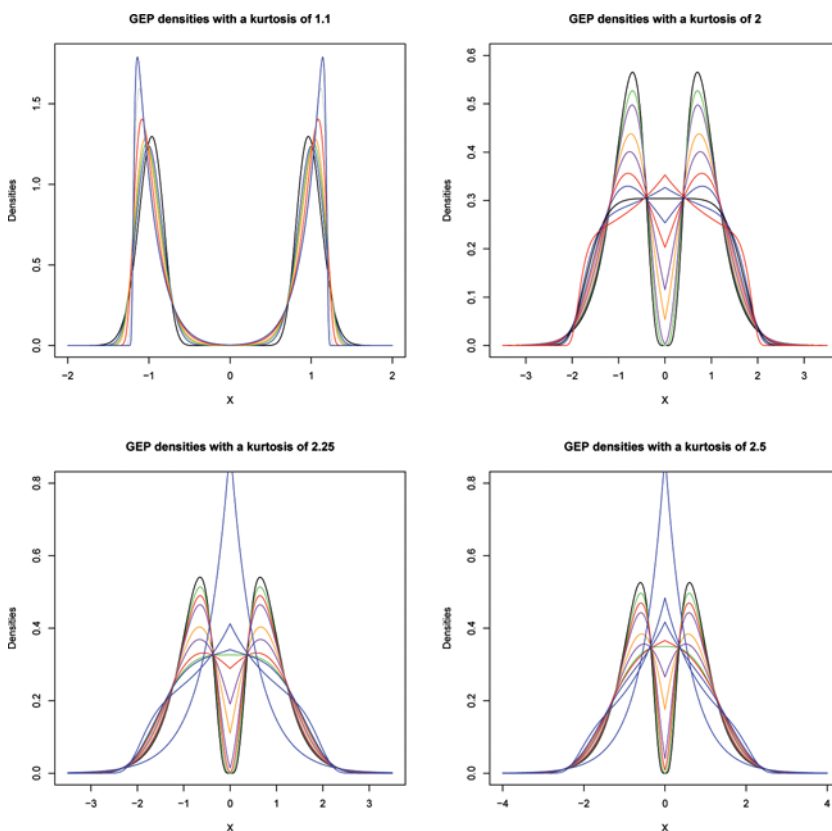 GEP densities with a kurtosis of 1.1
Densities
0.0 0.5 1.0 1.5
−2 −1 0 1 2
X
GEP densities with a kurtosis of 2
Densities
0.0 0.1 0.2 0.3 0.4 0.5 0.6
−3 −2 −1 0 1 2 3
X
GEP densities with a kurtosis of 2.25
Densities
0.0 0.2 0.4 0.6 0.8
−3 −2 −1 0 1 2 3
X
GEP densities with a kurtosis of 2.5
Densities
0.0 0.2 0.4 0.6 0.8
−4 −2 0 2 4
X